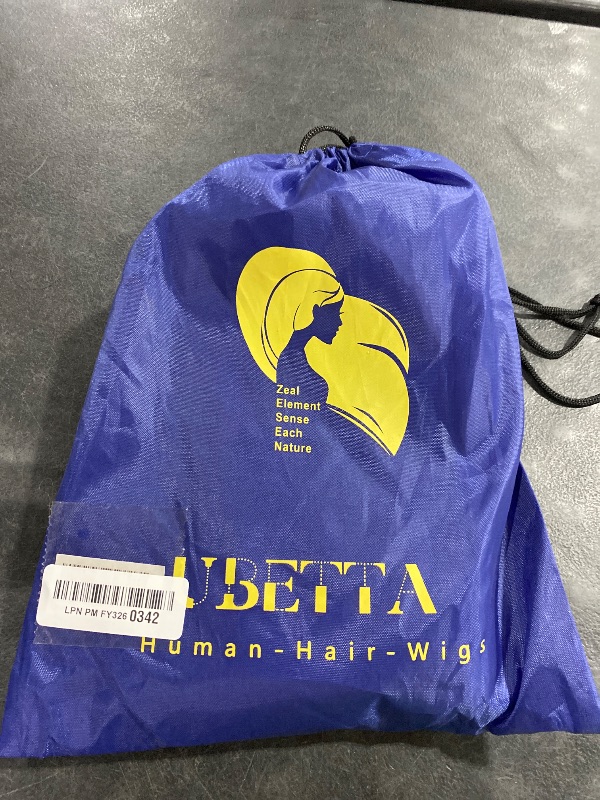 Zeal
Element
Sense
Each
Nature
UBETTA
Human-Hair-Wigs
LPN PM FY326 0342